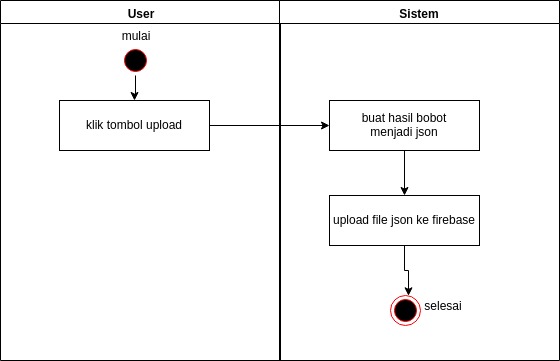 User
Sistem
mulai
klik tombol upload
buat hasil bobot
menjadi json
upload file json ke firebase
selesai